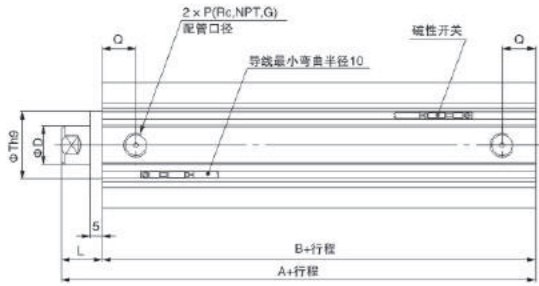 2×P(Rc,NPT,G)
配管口径
Q
导线最小弯曲半径10
磁性开关
Q
ΦTh9
ΦD
5
L
B+行程
A+行程